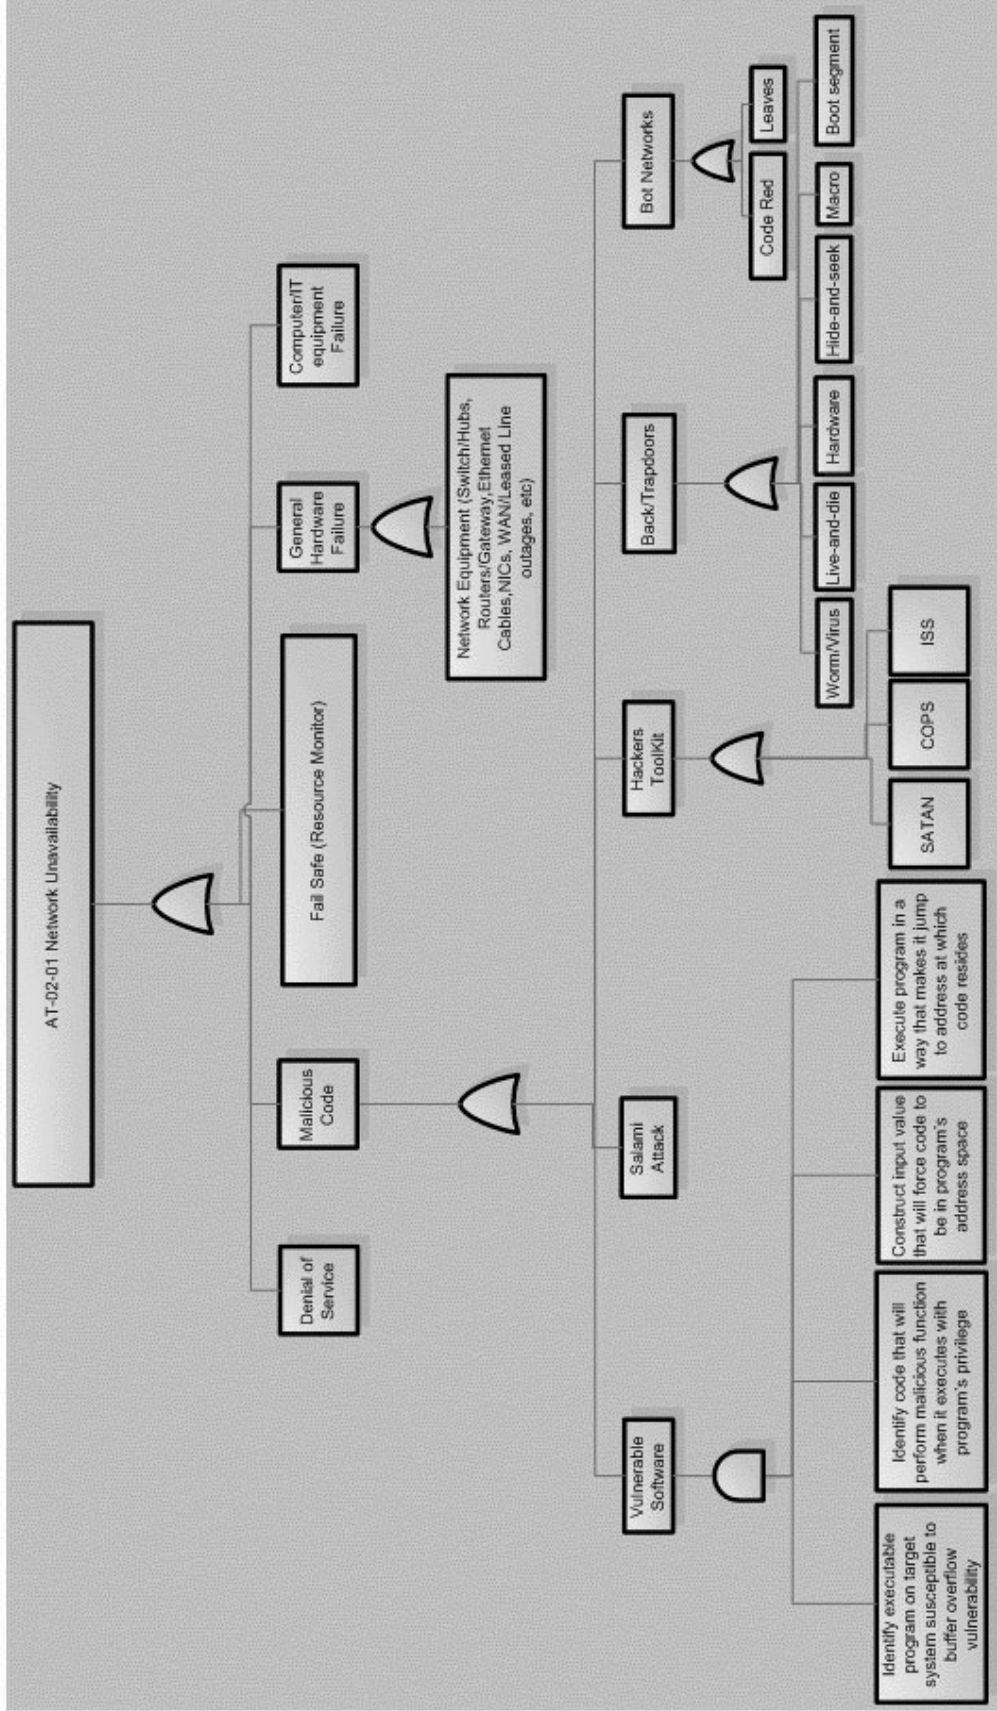 AT-02-01 Network Unavailability
Denial of
Service
Malicious
Code
Fail Safe (Resource Monitor)
General
Hardware
Failure
Computer/IT
equipment
Failure
Network Equipment (Switch/Hubs,
Routers/Gateway,Ethernet
Cables,NICs, WAN/Leased Line
outages, etc)
Vulnerable
Software
Salami
Attack
Hackers
ToolKit
Back/Trapdoors
Bot Networks
Code Red
Leaves
Worm/Virus
Live-and-die
Hardware
Hide-and-seek
Macro
Boot segment
SATAN
COPS
ISS
Identify executable
program on target
system susceptible to
buffer overflow
vulnerability
Identify code that will
perform malicious function
when it executes with
program's privilege
Construct input value
that will force code to
be in program's
address space
Execute program in a
way that makes it jump
to address at which
code resides